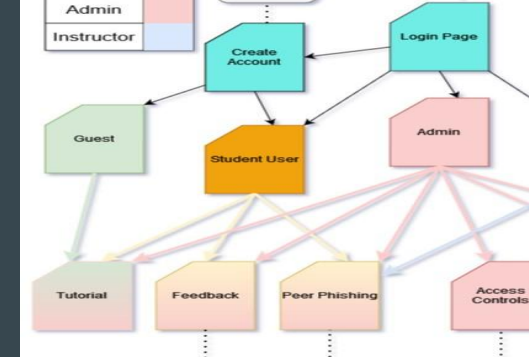 Admin
Instructor
Create
Account
Login Page
Guest
Student User
Admin
Tutorial
Feedback
Peer Phishing
Access
Controls